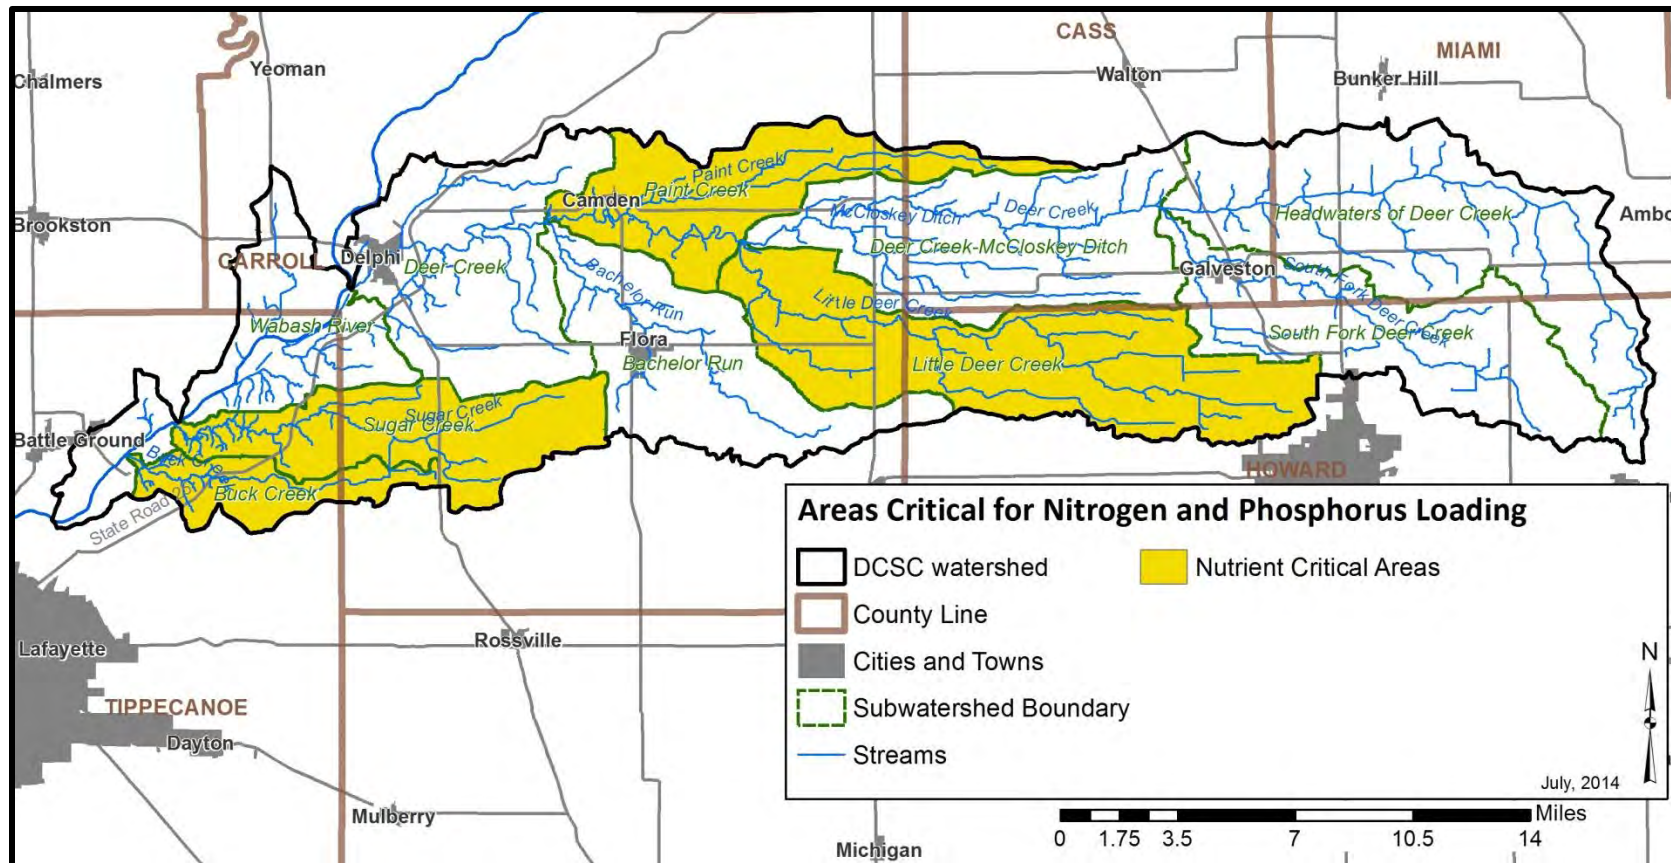 CASS
MIAMI
Chalmers
Yeoman
Walton
Bunker Hill
Paint Creek
Paint Creek
Camden
McCloskey Ditch
Deer Creek
Headwaters of Deer Creek
Brookston
Deer Creek-McCloskey Ditch
CARROLL
Delphi
Deer Creek
Bachelor Run
Galveston
South Fork Deer Creek
Little Deer Creek
Wabash River
Flora
South Fork Deer Creek
Bachelor Run
Little Deer Creek
Sugar Creek
Sugar Creek
Battle Ground
Buck Creek
Buck Creek
HOWARD
State Road 25
Areas Critical for Nitrogen and Phosphorus Loading
DCSC watershed
Nutrient Critical Areas
County Line
Cities and Towns
Subwatershed Boundary
Streams
N
July, 2014
Lafayette
Rossville
TIPPECANOE
Dayton
Mulberry
Michigan
Miles
0 1.75 3.5 7 10.5 14